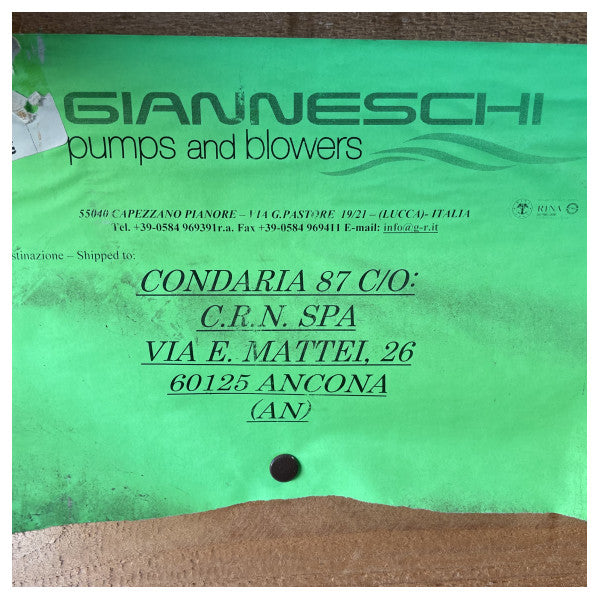 GIANNESCHI
pumps and blowers
55040 CAPEZZANO PIANORE – VIA G.PASTORE 19/21 – (LUCCA)- ITALIA
Tel. +39-0584 969391r.a. Fax +39-0584 969411 E-mail: info@g-r.it
RINA
stinazione – Shipped to:
CONDARIA 87 C/O:
C.R.N. SPA
VIA E. MATTEI, 26
60125 ANCONA
(AN)